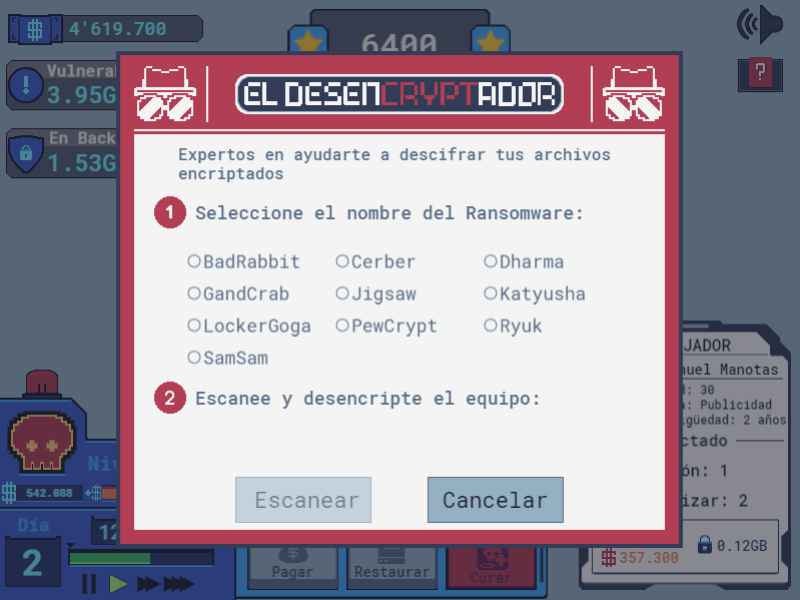 4'619.700
6400
Vulnera
3.95G
En Back
1.53G
EL DESENCRYPTADOR
Expertos en ayudarte a descifrar tus archivos
encriptados
1 Seleccione el nombre del Ransomware:
BadRabbit Cerber Dharma
GandCrab Jigsaw Katyusha
LockerGoga PewCrypt Ryuk
SamSam
2 Escanee y desencripte el equipo:
Escanear Cancelar
JADOR
nuel Manotas
: 30
: Publicidad
igüedad: 2 años
ctado
ón: 1
izar: 2
357.300 0.12GB
Niv
542.088
Día
2
12
Pagar Restaurar Curar
?